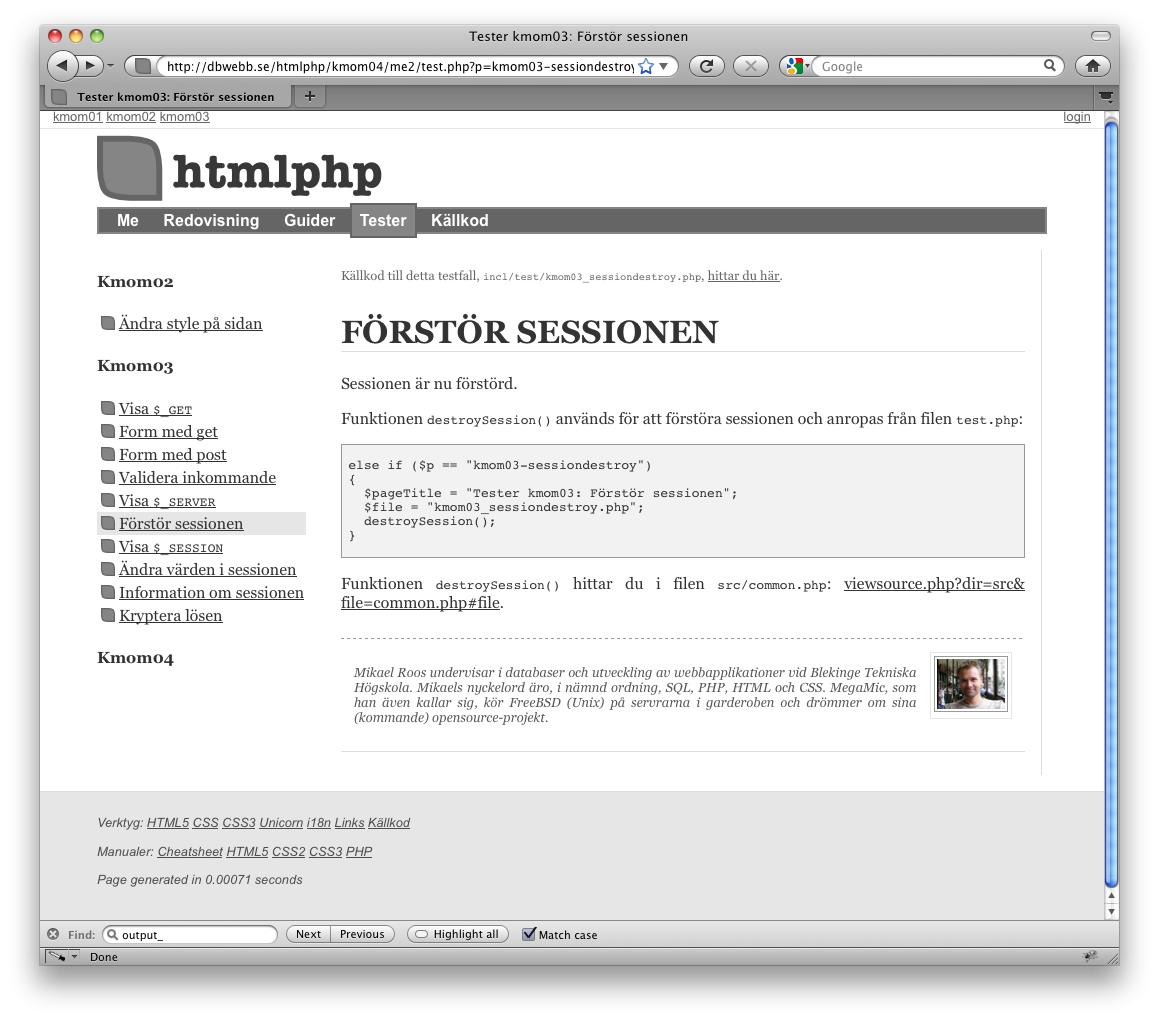 Tester kmom03: Förstör sessionen
http://dbwebb.se/htmlphp/kmom04/me2/test.php?p=kmom03-sessiondestroy
Google
Tester kmom03: Förstör sessionen
kmom01 kmom02 kmom03
login
htmlphp
Me Redovisning Guider Tester Källkod
Kmom02
Ändra style på sidan
Kmom03
Visa $_GET
Form med get
Form med post
Validera inkommande
Visa $_SERVER
Förstör sessionen
Visa $_SESSION
Ändra värden i sessionen
Information om sessionen
Kryptera lösen
Kmom04
Källkod till detta testfall, incl/test/kmom03_sessiondestroy.php, hittar du här.
FÖRSTÖR SESSIONEN
Sessionen är nu förstörd.
Funktionen destroySession() används för att förstöra sessionen och anropas från filen test.php:
else if ($p == "kmom03-sessiondestroy")
{
$pageTitle = "Tester kmom03: Förstör sessionen";
$file = "kmom03_sessiondestroy.php";
destroySession();
}
Funktionen destroySession() hittar du i filen src/common.php: viewsource.php?dir=src&
file=common.php#file.
Mikael Roos undervisar i databaser och utveckling av webbapplikationer vid Blekinge Tekniska
Högskola. Mikaels nyckelord äro, i nämnd ordning, SQL, PHP, HTML och CSS. MegaMic, som
han även kallar sig, kör FreeBSD (Unix) på servrarna i garderoben och drömmer om sina
(kommande) opensource-projekt.
Verktyg: HTML5 CSS CSS3 Unicorn i18n Links Källkod
Manualer: Cheatsheet HTML5 CSS2 CSS3 PHP
Page generated in 0.00071 seconds
Find: output_ Next Previous Highlight all Match case
Done